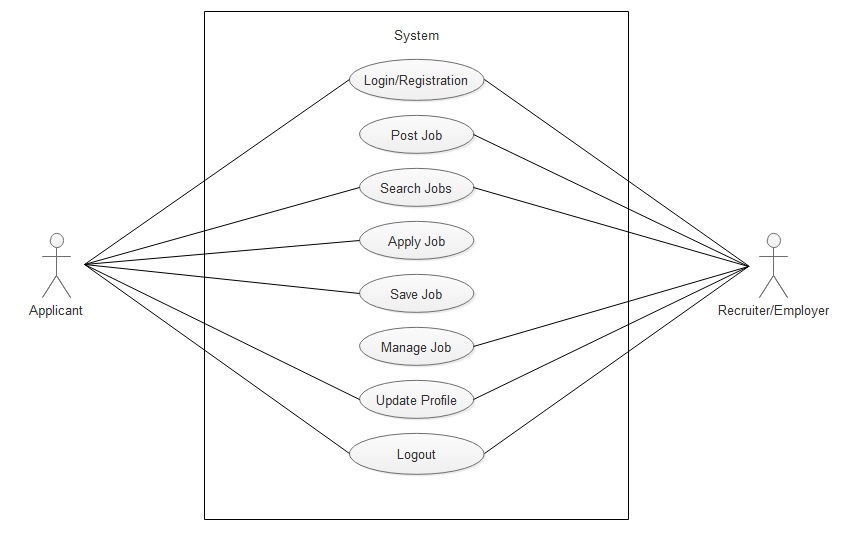 System
Login/Registration
Post Job
Search Jobs
Apply Job
Save Job
Manage Job
Update Profile
Logout
Applicant
Recruiter/Employer